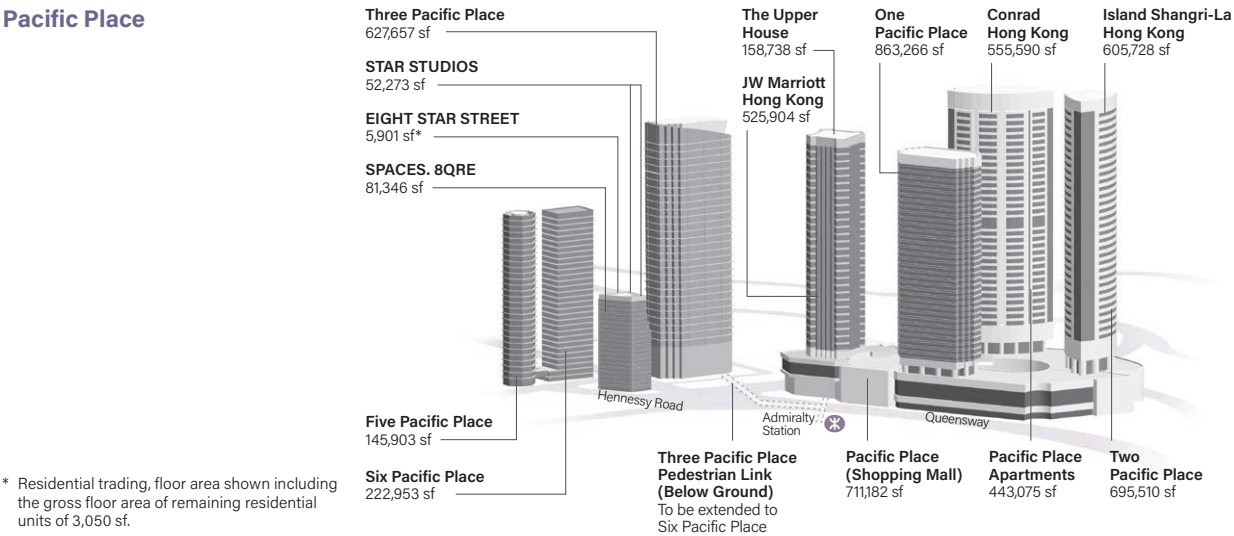 Pacific Place
Three Pacific Place
627,657 sf
STAR STUDIOS
52,273 sf
EIGHT STAR STREET
5,901 sf*
SPACES. 8QRE
81,346 sf
The Upper
House
158,738 sf
JW Marriott
Hong Kong
525,904 sf
One
Pacific Place
863,266 sf
Conrad
Hong Kong
555,590 sf
Island Shangri-La
Hong Kong
605,728 sf
Hennessy Road
Admiralty
Station
Queensway
Five Pacific Place
145,903 sf
Six Pacific Place
222,953 sf
Three Pacific Place
Pedestrian Link
(Below Ground)
To be extended to
Six Pacific Place
Pacific Place
(Shopping Mall)
711,182 sf
Pacific Place
Apartments
443,075 sf
Two
Pacific Place
695,510 sf
* Residential trading, floor area shown including
the gross floor area of remaining residential
units of 3,050 sf.